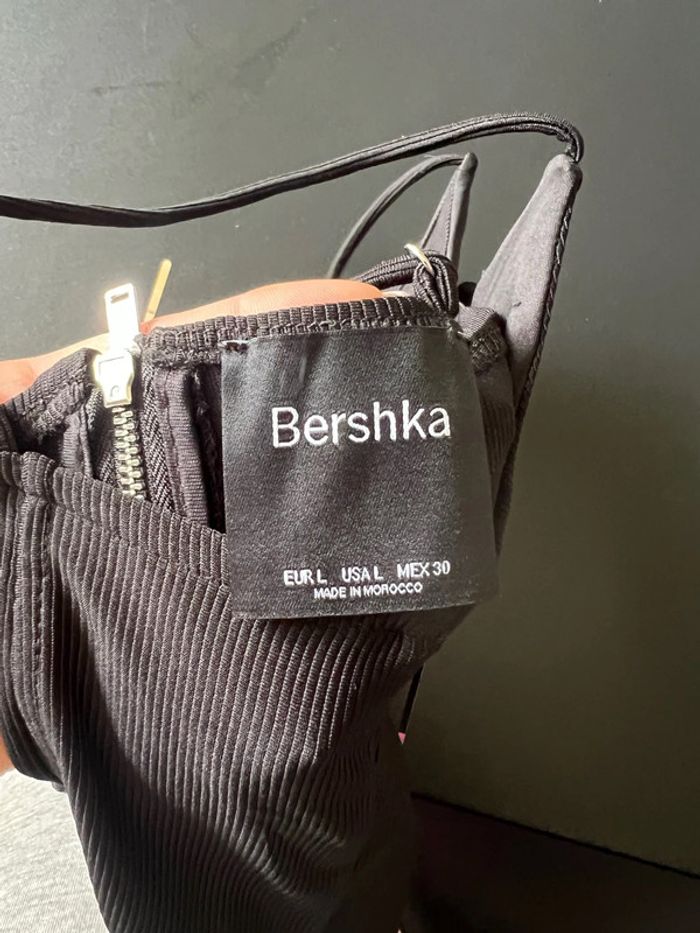 Bershka
EUR L USA L MEX 30
MADE IN MOROCCO